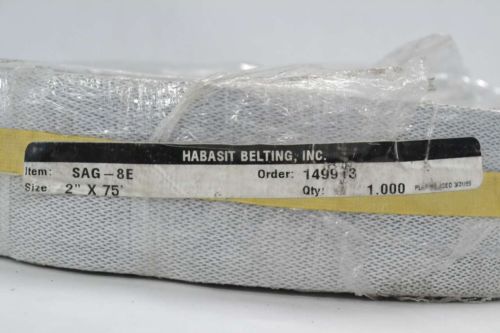 HABASIT BELTING, INC.
Item: SAG-8E Order: 149913
Size 2" X 75' Qty: 1.000